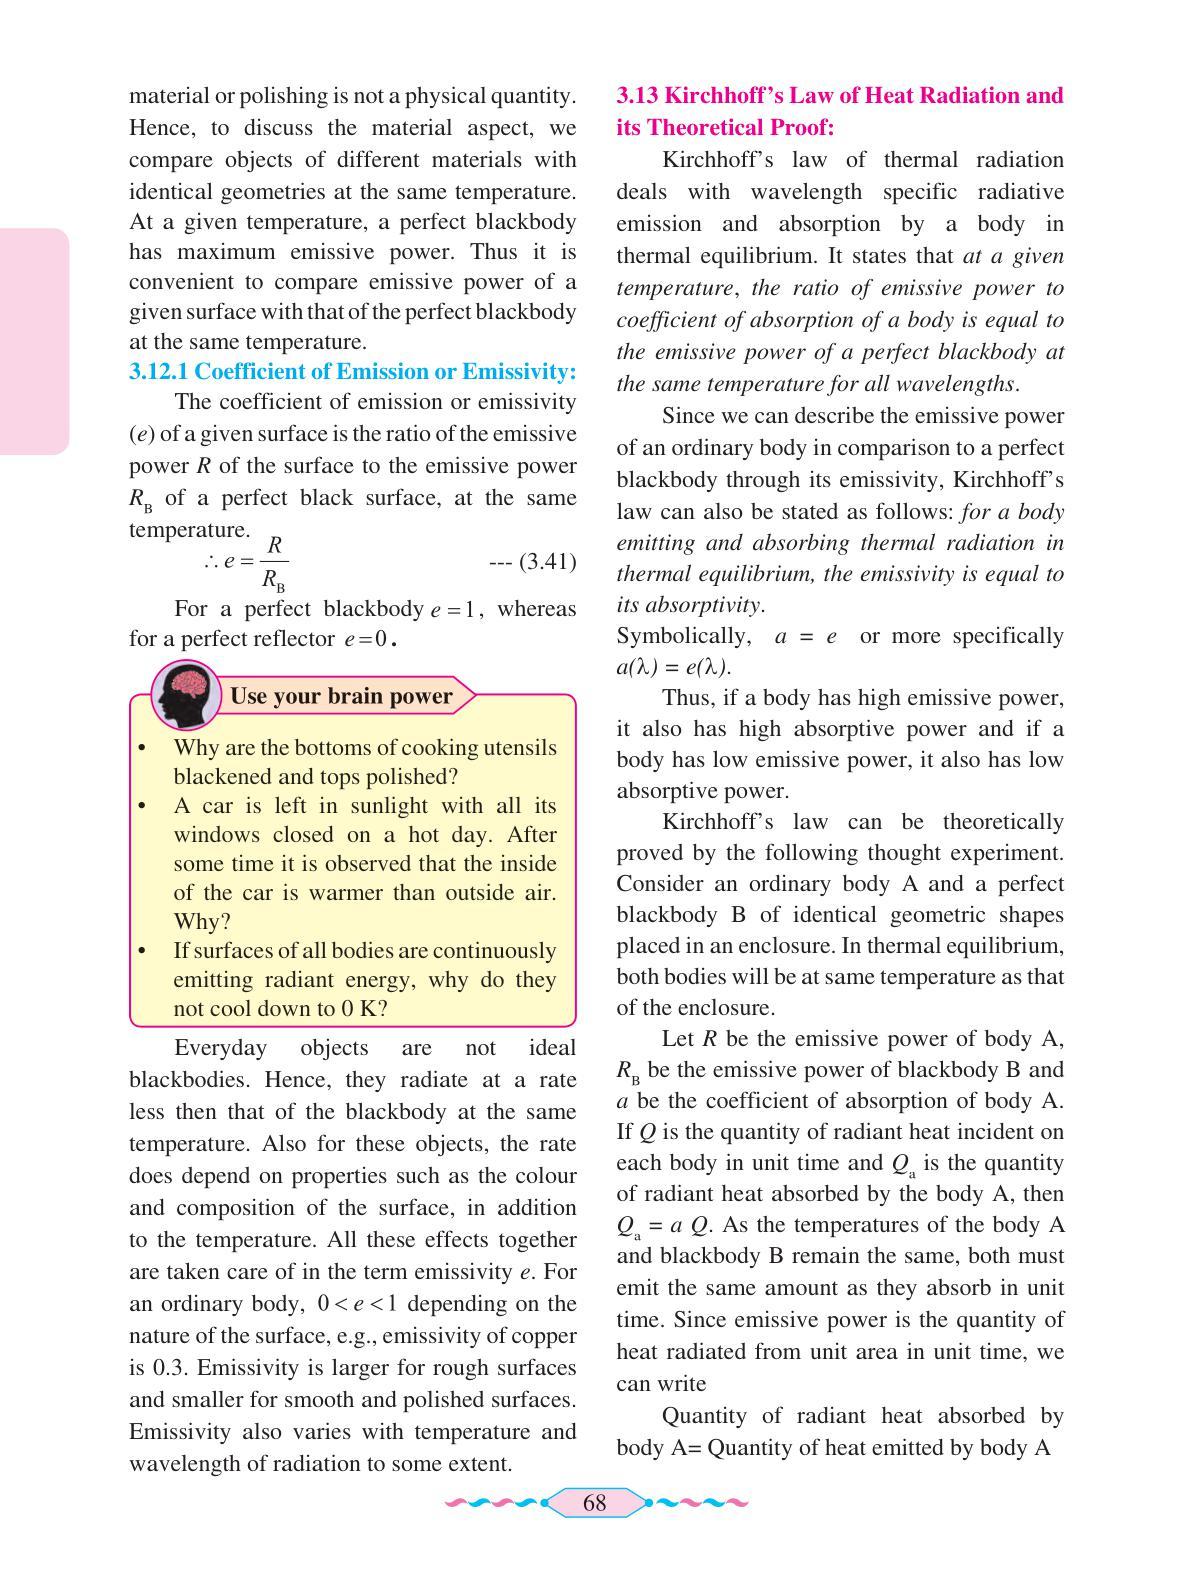 material or polishing is not a physical quantity.
Hence, to discuss the material aspect, we
compare objects of different materials with
identical geometries at the same temperature.
At a given temperature, a perfect blackbody
has maximum emissive power. Thus it is
convenient to compare emissive power of a
given surface with that of the perfect blackbody
at the same temperature.
3.12.1 Coefficient of Emission or Emissivity:
The coefficient of emission or emissivity
(e) of a given surface is the ratio of the emissive
power R of the surface to the emissive power
R_B of a perfect black surface, at the same
temperature.
∴ e = R/R_B --- (3.41)
For a perfect blackbody e = 1, whereas
for a perfect reflector e = 0.
Use your brain power
• Why are the bottoms of cooking utensils
blackened and tops polished?
• A car is left in sunlight with all its
windows closed on a hot day. After
some time it is observed that the inside
of the car is warmer than outside air.
Why?
• If surfaces of all bodies are continuously
emitting radiant energy, why do they
not cool down to 0 K?
Everyday objects are not ideal
blackbodies. Hence, they radiate at a rate
less then that of the blackbody at the same
temperature. Also for these objects, the rate
does depend on properties such as the colour
and composition of the surface, in addition
to the temperature. All these effects together
are taken care of in the term emissivity e. For
an ordinary body, 0 < e < 1 depending on the
nature of the surface, e.g., emissivity of copper
is 0.3. Emissivity is larger for rough surfaces
and smaller for smooth and polished surfaces.
Emissivity also varies with temperature and
wavelength of radiation to some extent.
3.13 Kirchhoff's Law of Heat Radiation and
its Theoretical Proof:
Kirchhoff's law of thermal radiation
deals with wavelength specific radiative
emission and absorption by a body in
thermal equilibrium. It states that at a given
temperature, the ratio of emissive power to
coefficient of absorption of a body is equal to
the emissive power of a perfect blackbody at
the same temperature for all wavelengths.
Since we can describe the emissive power
of an ordinary body in comparison to a perfect
blackbody through its emissivity, Kirchhoff's
law can also be stated as follows: for a body
emitting and absorbing thermal radiation in
thermal equilibrium, the emissivity is equal to
its absorptivity.
Symbolically, a = e or more specifically
a(λ) = e(λ).
Thus, if a body has high emissive power,
it also has high absorptive power and if a
body has low emissive power, it also has low
absorptive power.
Kirchhoff's law can be theoretically
proved by the following thought experiment.
Consider an ordinary body A and a perfect
blackbody B of identical geometric shapes
placed in an enclosure. In thermal equilibrium,
both bodies will be at same temperature as that
of the enclosure.
Let R be the emissive power of body A,
R_B be the emissive power of blackbody B and
a be the coefficient of absorption of body A.
If Q is the quantity of radiant heat incident on
each body in unit time and Q_a is the quantity
of radiant heat absorbed by the body A, then
Q_a = a Q. As the temperatures of the body A
and blackbody B remain the same, both must
emit the same amount as they absorb in unit
time. Since emissive power is the quantity of
heat radiated from unit area in unit time, we
can write
Quantity of radiant heat absorbed by
body A= Quantity of heat emitted by body A
68